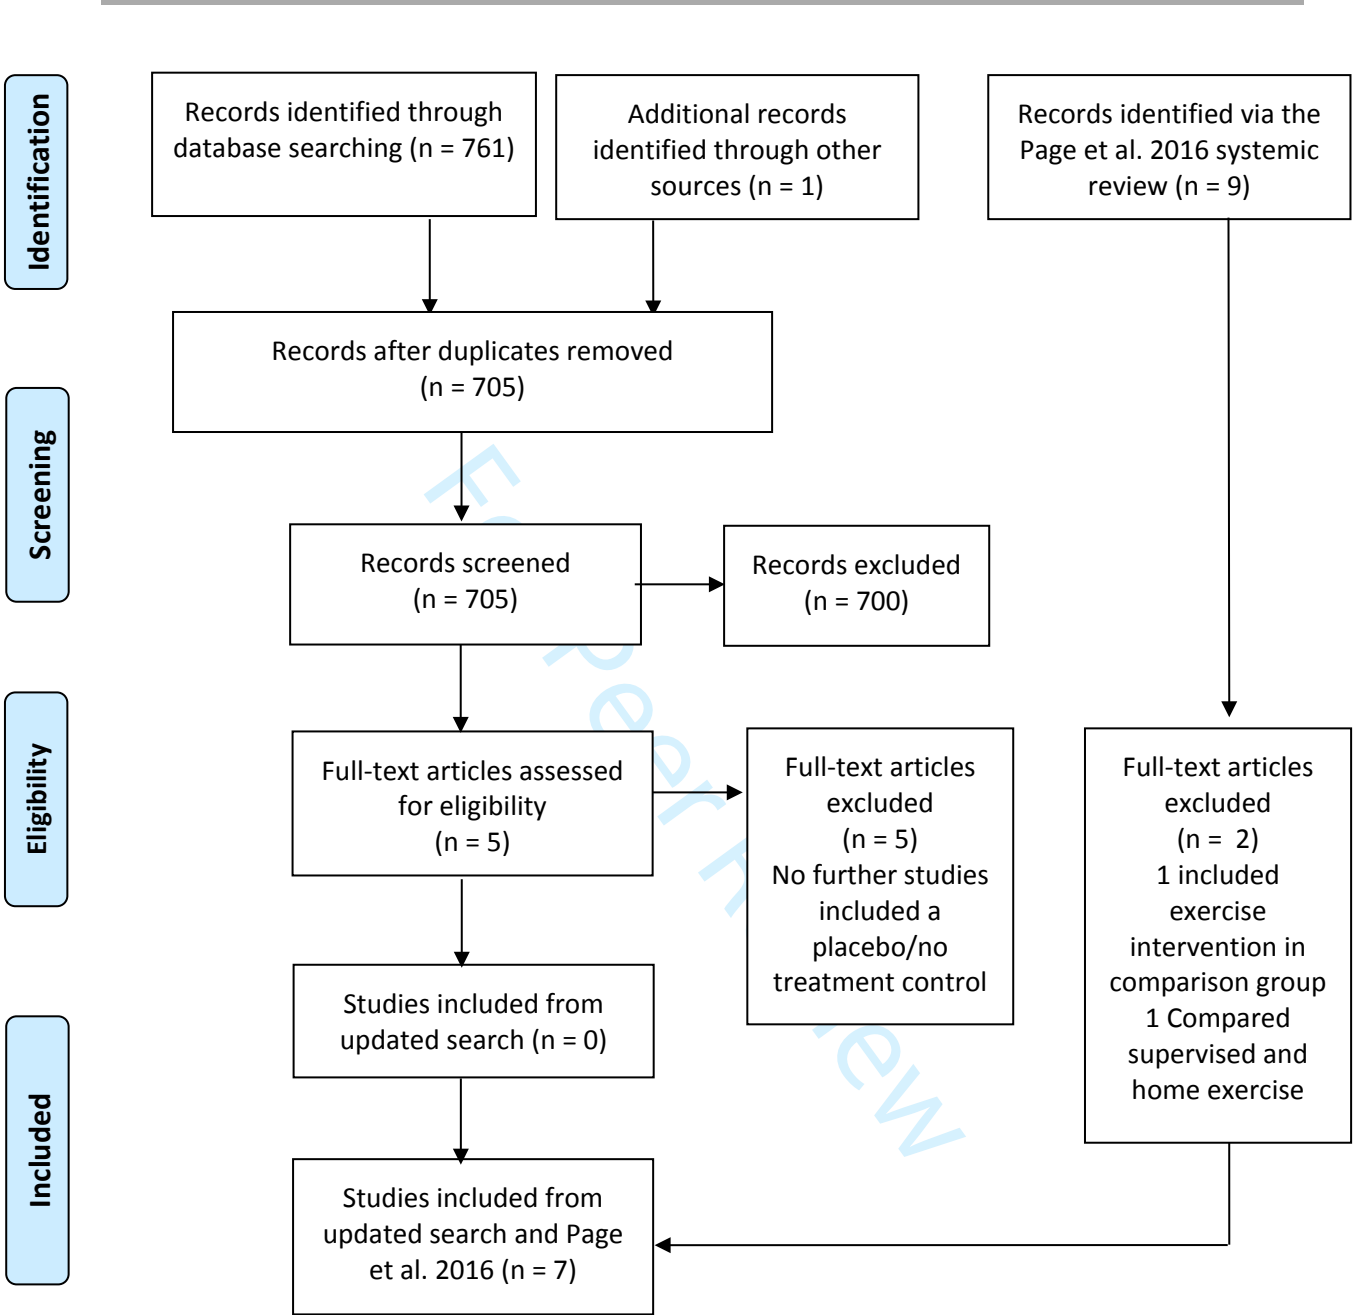 Identification
Records identified through
database searching (n = 761)
Additional records
identified through other
sources (n = 1)
Records identified via the
Page et al. 2016 systemic
review (n = 9)
Records after duplicates removed
(n = 705)
Screening
Records screened
(n = 705)
Records excluded
(n = 700)
Eligibility
Full-text articles assessed
for eligibility
(n = 5)
Full-text articles
excluded
(n = 5)
No further studies
included a
placebo/no
treatment control
Full-text articles
excluded
(n =  2)
1 included
exercise
intervention in
comparison group
1 Compared
supervised and
home exercise
Included
Studies included from
updated search (n = 0)
Studies included from
updated search and Page
et al. 2016 (n = 7)
For Peer Review